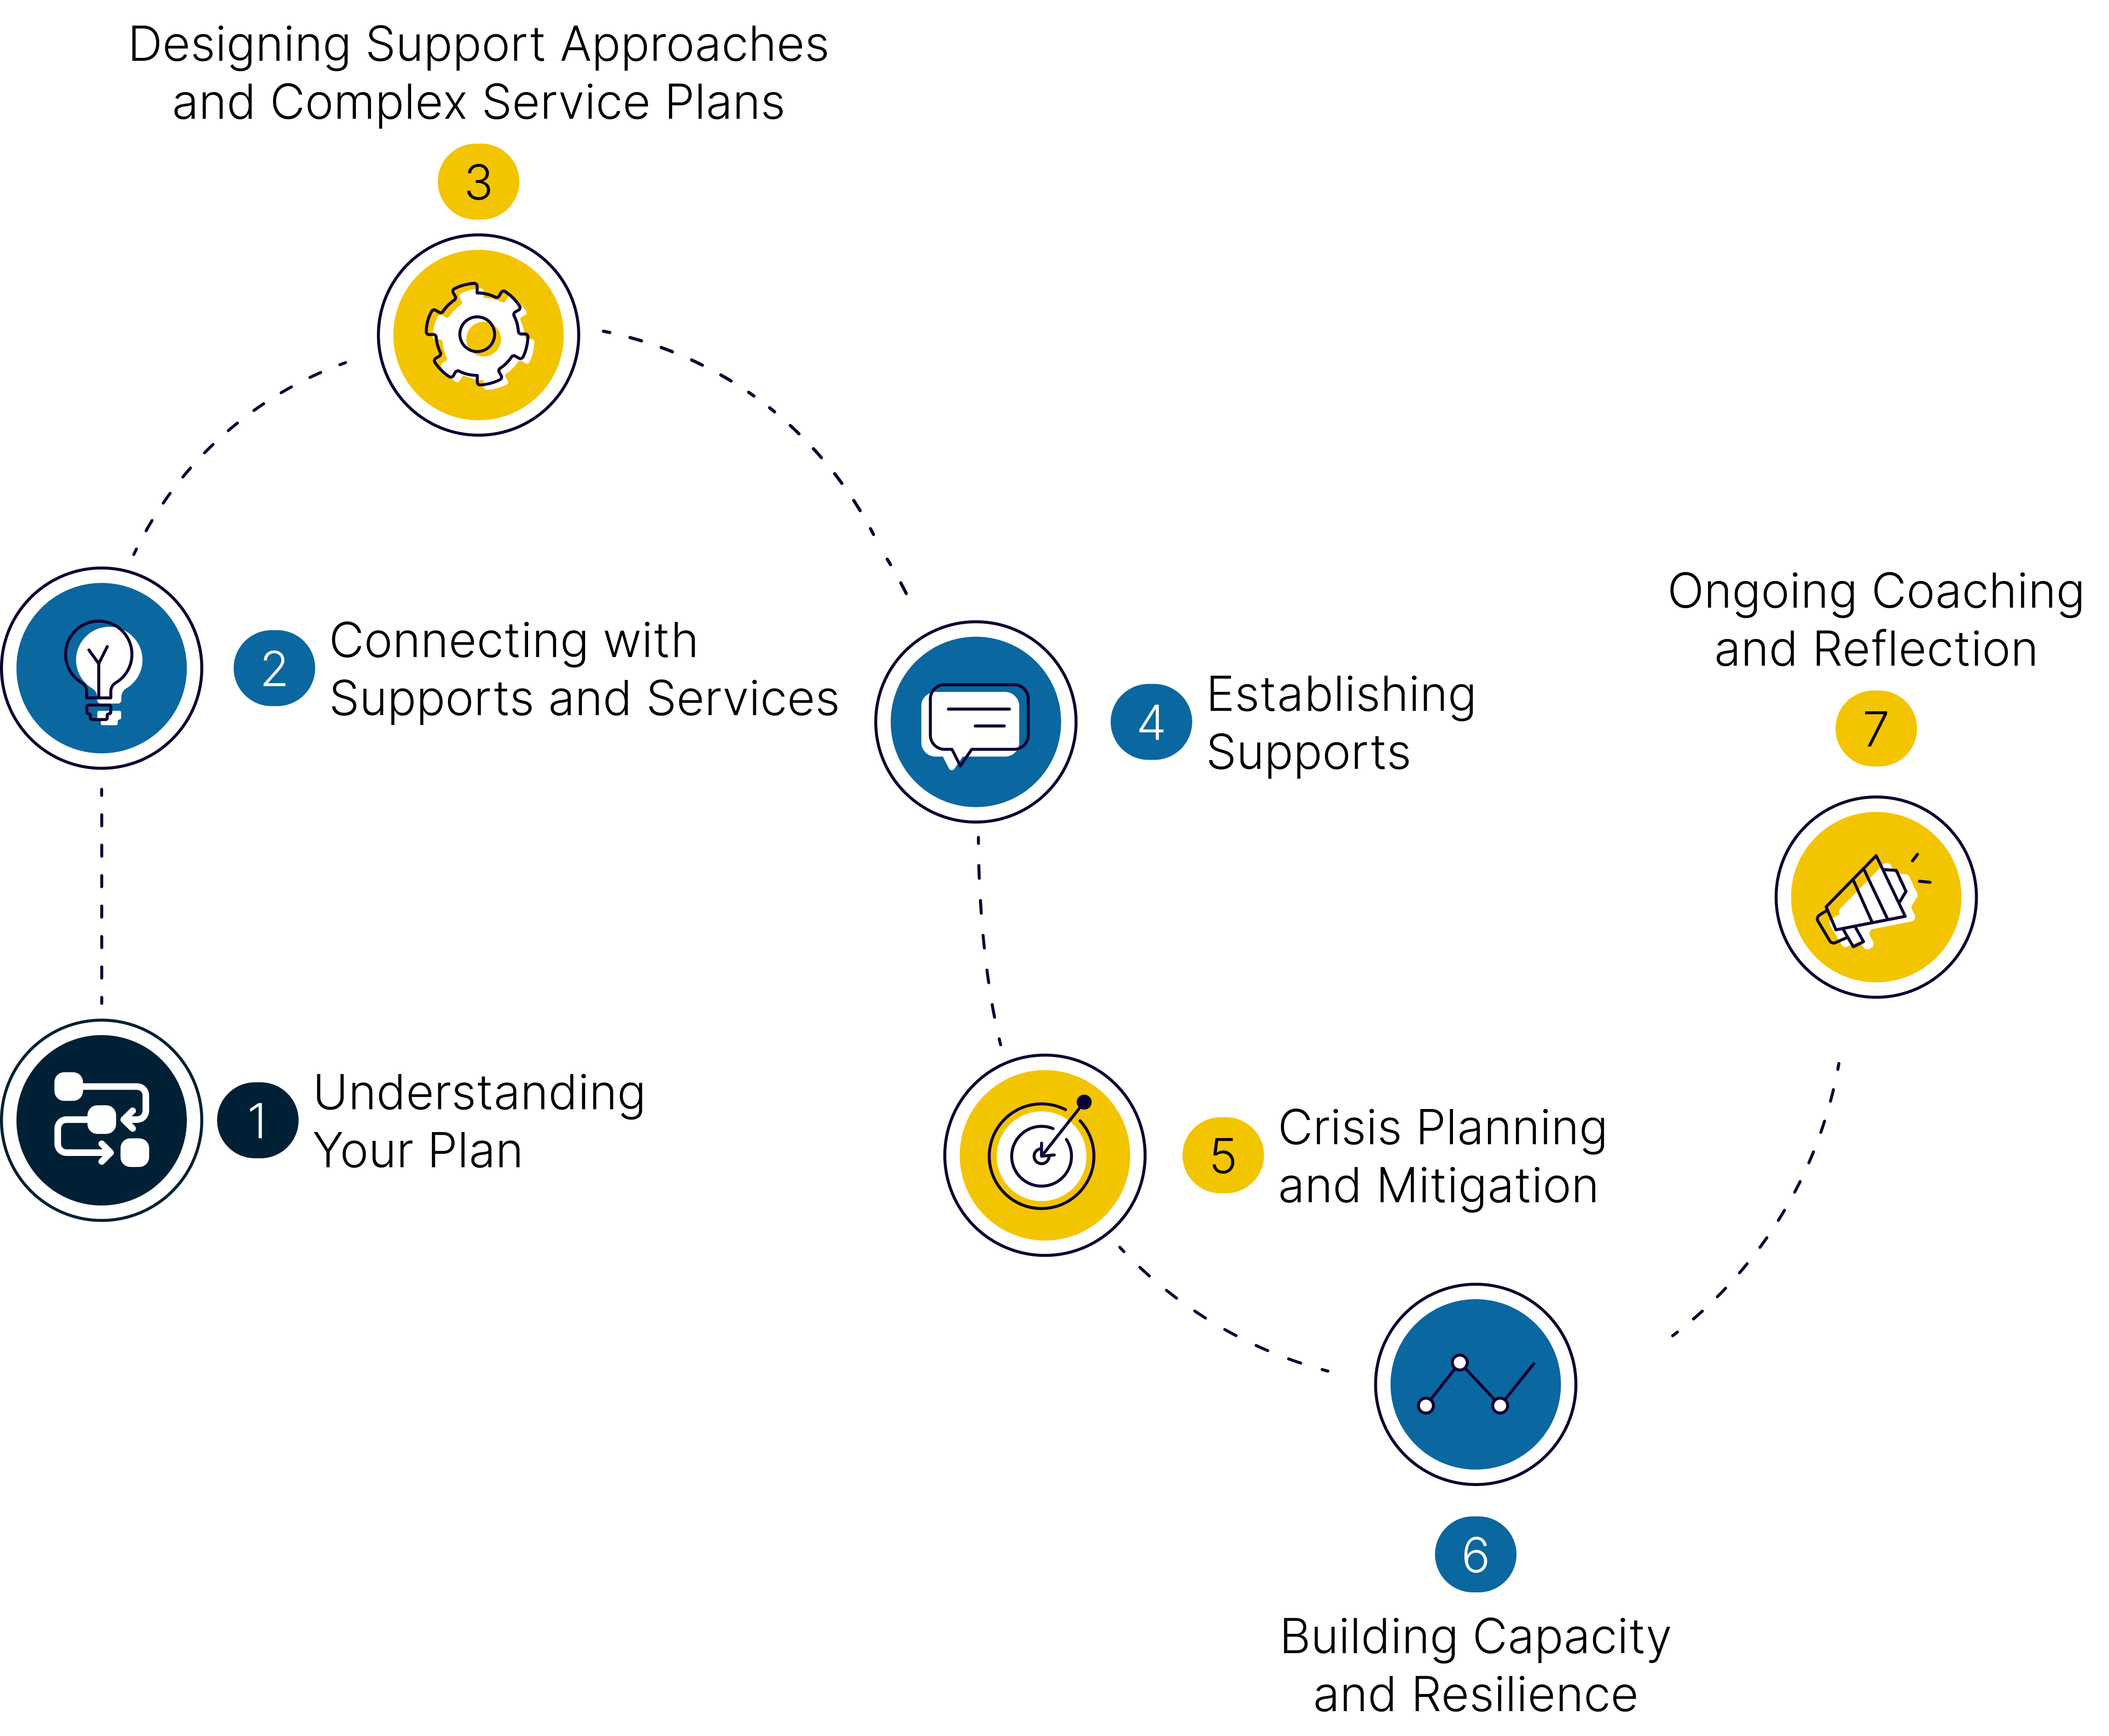 1
Understanding
Your Plan
2
Connecting with
Supports and Services
Designing Support Approaches
and Complex Service Plans
3
4
Establishing
Supports
5
Crisis Planning
and Mitigation
6
Building Capacity
and Resilience
Ongoing Coaching
and Reflection
7